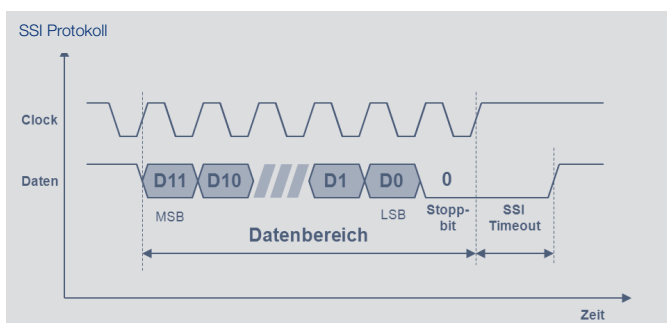 SSI Protokoll
Clock
Daten
D11 D10 D1 D0 0
MSB
LSB
Stopp-
bit
SSI
Timeout
Datenbereich
Zeit